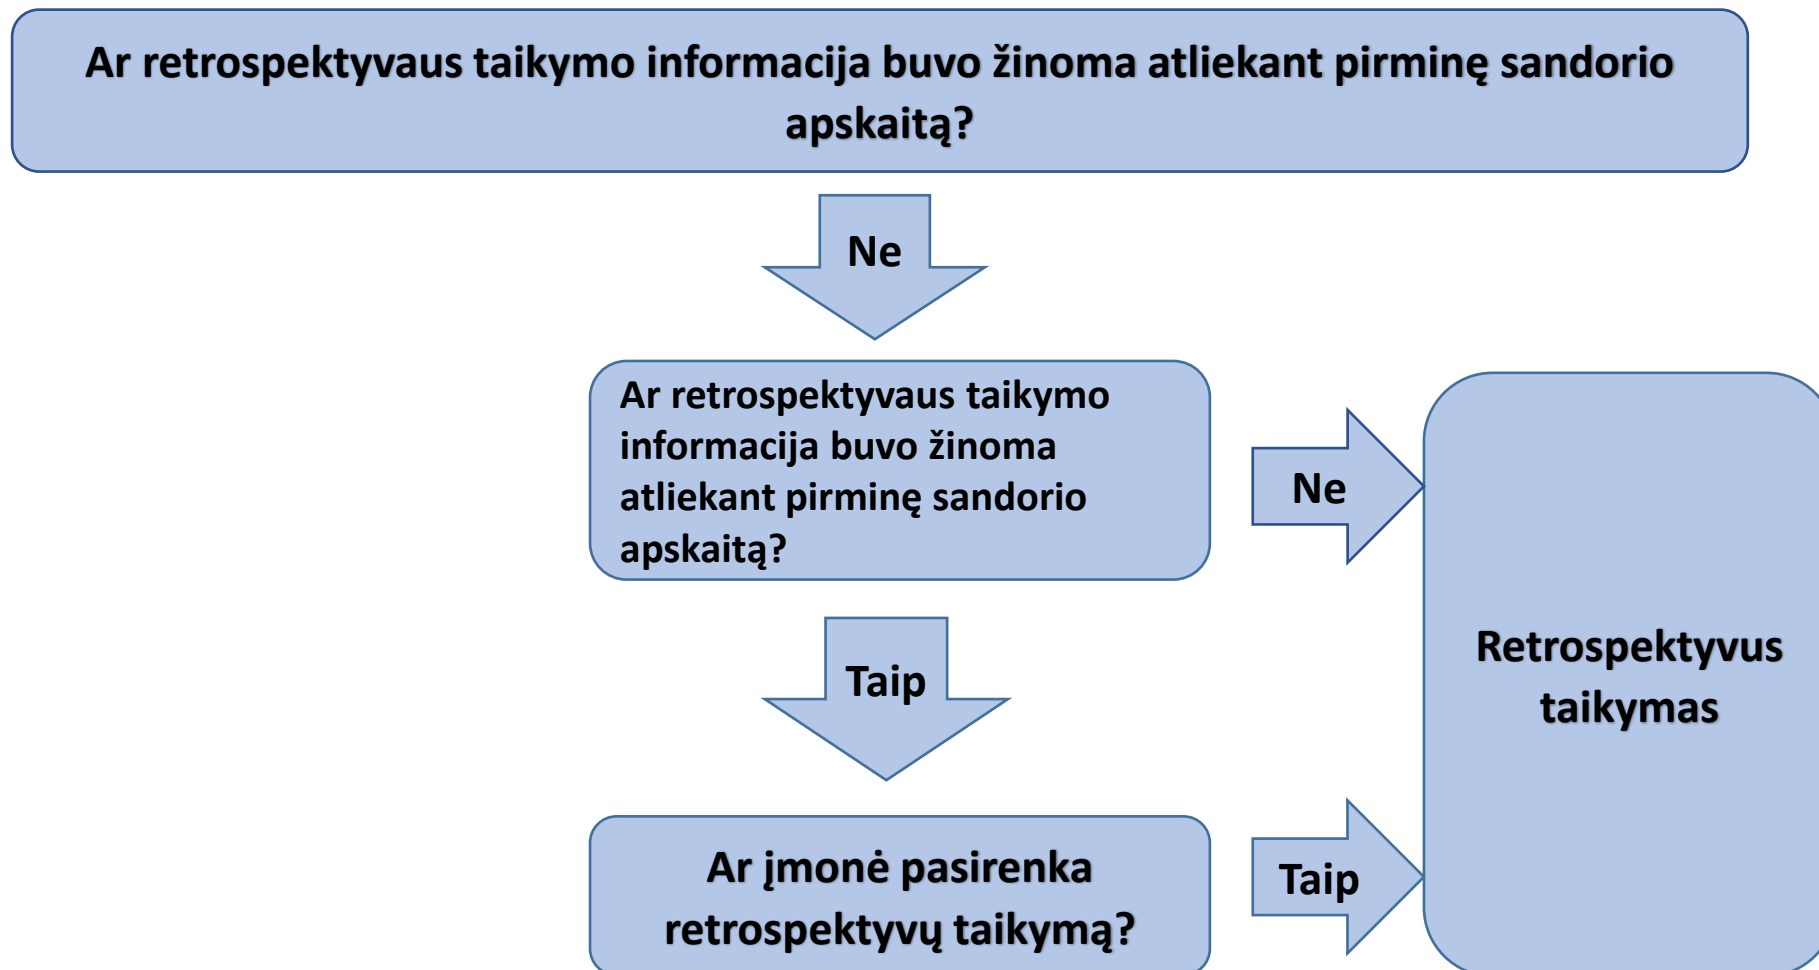 Ar retrospektyvaus taikymo informacija buvo žinoma atliekant pirminę sandorio
apskaitą?
Ne
Ar retrospektyvaus taikymo
informacija buvo žinoma
atliekant pirminę sandorio
apskaitą?
Ne
Retrospektyvus
taikymas
Taip
Ar įmonė pasirenka
retrospektyvų taikymą?
Taip